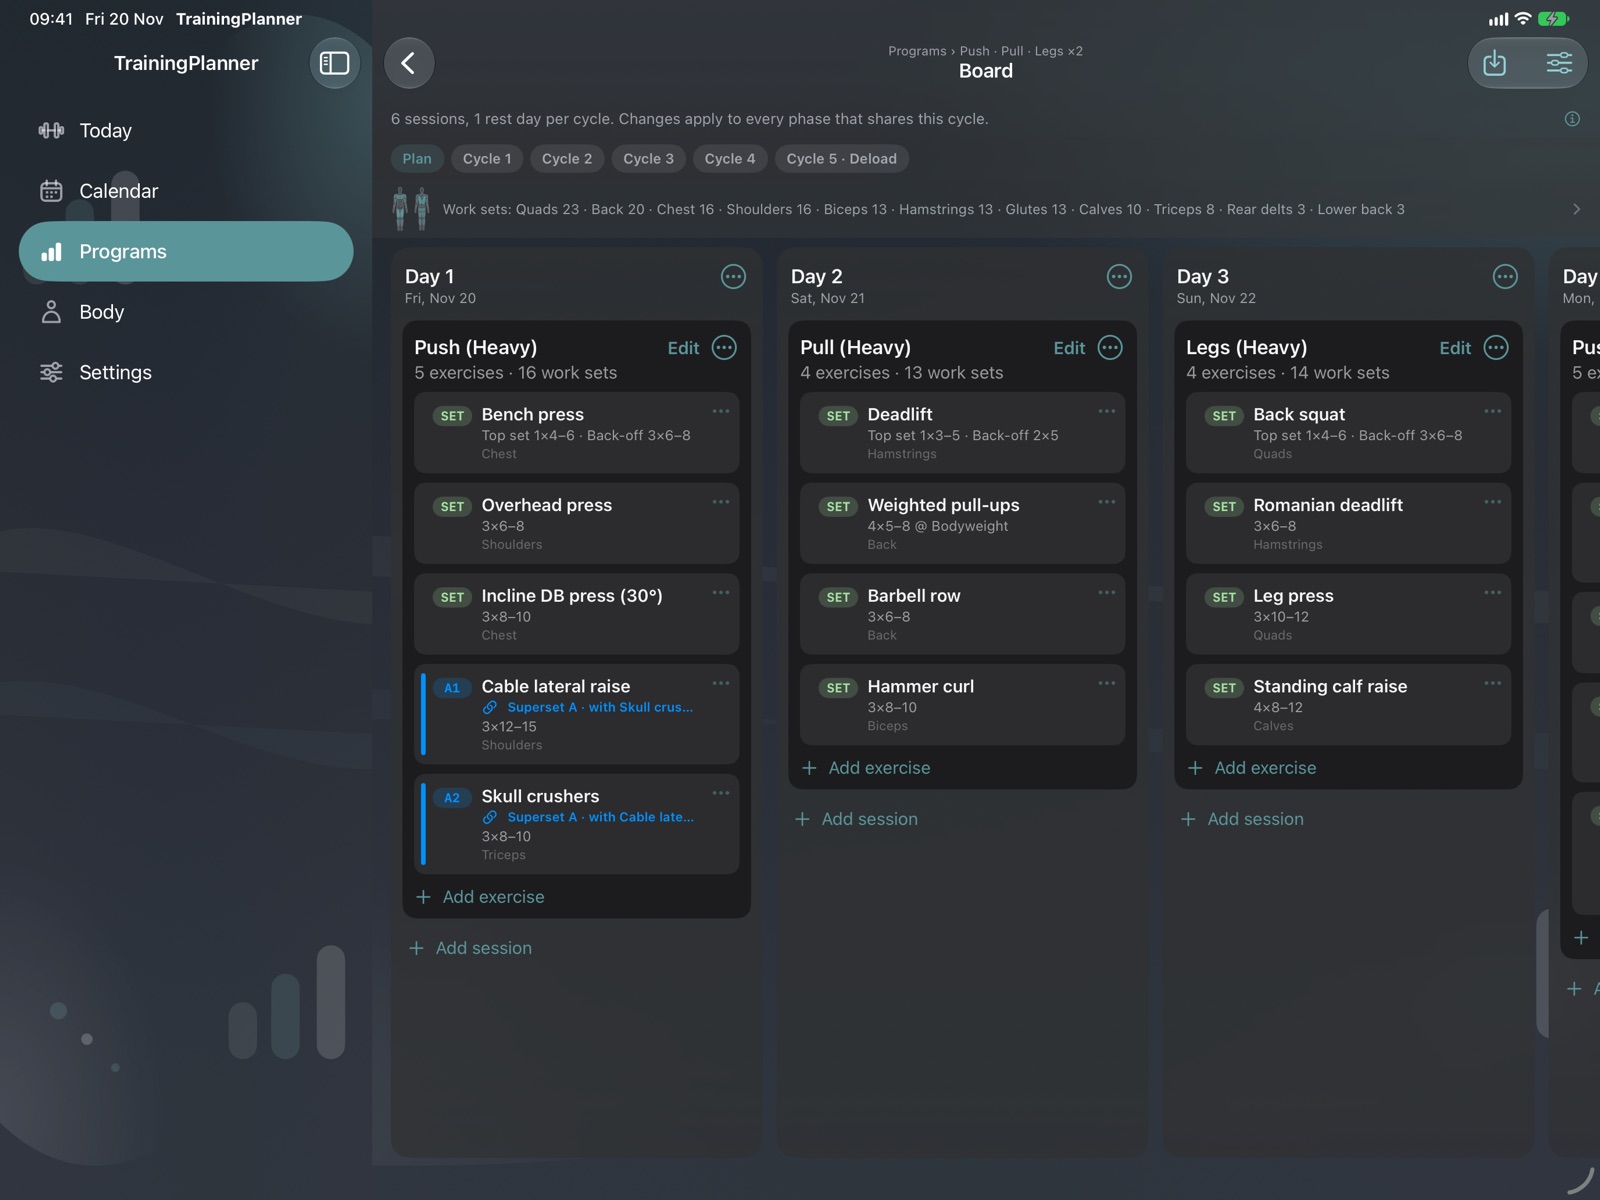 09:41 Fri 20 Nov TrainingPlanner
TrainingPlanner
Today
Calendar
Programs
Body
Settings
Programs › Push · Pull · Legs ×2
Board
6 sessions, 1 rest day per cycle. Changes apply to every phase that shares this cycle.
Plan
Cycle 1
Cycle 2
Cycle 3
Cycle 4
Cycle 5 · Deload
Work sets: Quads 23 · Back 20 · Chest 16 · Shoulders 16 · Biceps 13 · Hamstrings 13 · Glutes 13 · Calves 10 · Triceps 8 · Rear delts 3 · Lower back 3
Day 1
Fri, Nov 20
Push (Heavy)
Edit
5 exercises · 16 work sets
SET Bench press
Top set 1×4–6 · Back-off 3×6–8
Chest
SET Overhead press
3×6–8
Shoulders
SET Incline DB press (30°)
3×8–10
Chest
A1 Cable lateral raise
Superset A · with Skull crus...
3×12–15
Shoulders
A2 Skull crushers
Superset A · with Cable late...
3×8–10
Triceps
+ Add exercise
+ Add session
Day 2
Sat, Nov 21
Pull (Heavy)
Edit
4 exercises · 13 work sets
SET Deadlift
Top set 1×3–5 · Back-off 2×5
Hamstrings
SET Weighted pull-ups
4×5–8 @ Bodyweight
Back
SET Barbell row
3×6–8
Back
SET Hammer curl
3×8–10
Biceps
+ Add exercise
+ Add session
Day 3
Sun, Nov 22
Legs (Heavy)
Edit
4 exercises · 14 work sets
SET Back squat
Top set 1×4–6 · Back-off 3×6–8
Quads
SET Romanian deadlift
3×6–8
Hamstrings
SET Leg press
3×10–12
Quads
SET Standing calf raise
4×8–12
Calves
+ Add exercise
+ Add session
Day
Mon,
Pus
5 ex
+
+ A